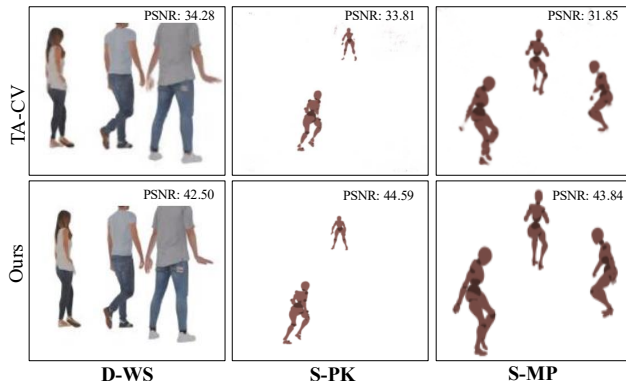 PSNR: 34.28
PSNR: 33.81
PSNR: 31.85
TA-CV
PSNR: 42.50
PSNR: 44.59
PSNR: 43.84
Ours
D-WS
S-PK
S-MP